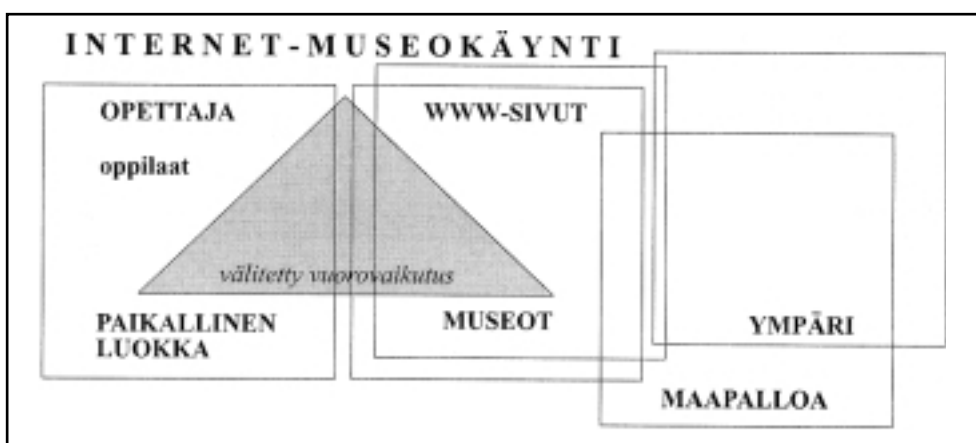 INTERNET-MUSEOKÄYNTI
OPETTAJA
oppilaat
WWW-SIVUT
välitetty vuorovaikutus
PAIKALLINEN
LUOKKA
MUSEOT
YMPÄRI
MAAPALLOA